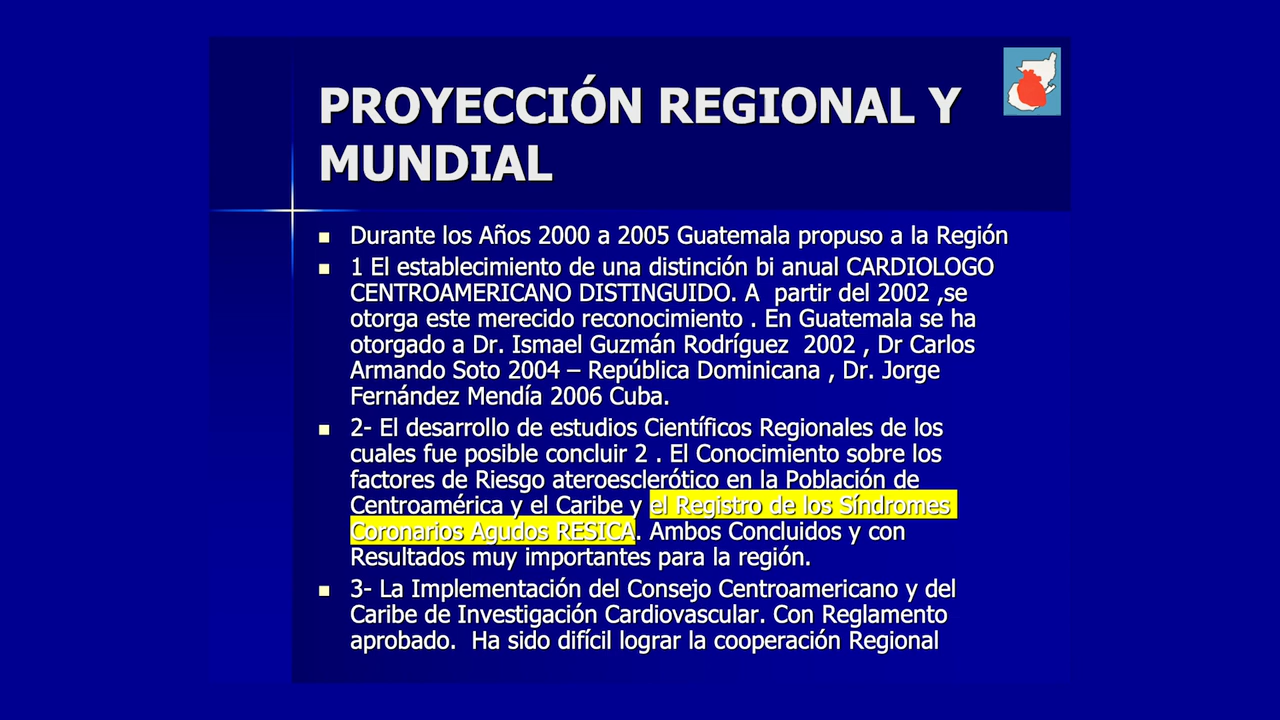 PROYECCIÓN REGIONAL Y
MUNDIAL
Durante los Años 2000 a 2005 Guatemala propuso a la Región
1 El establecimiento de una distinción bi anual CARDIOLOGO
CENTROAMERICANO DISTINGUIDO. A  partir del 2002 ,se
otorga este merecido reconocimiento . En Guatemala se ha
otorgado a Dr. Ismael Guzmán Rodríguez  2002 , Dr Carlos
Armando Soto 2004 – República Dominicana , Dr. Jorge
Fernández Mendía 2006 Cuba.
2- El desarrollo de estudios Científicos Regionales de los
cuales fue posible concluir 2 . El Conocimiento sobre los
factores de Riesgo ateroesclerótico en la Población de
Centroamérica y el Caribe y el Registro de los Síndromes
Coronarios Agudos RESICA. Ambos Concluidos y con
Resultados muy importantes para la región.
3- La Implementación del Consejo Centroamericano y del
Caribe de Investigación Cardiovascular. Con Reglamento
aprobado.  Ha sido difícil lograr la cooperación Regional